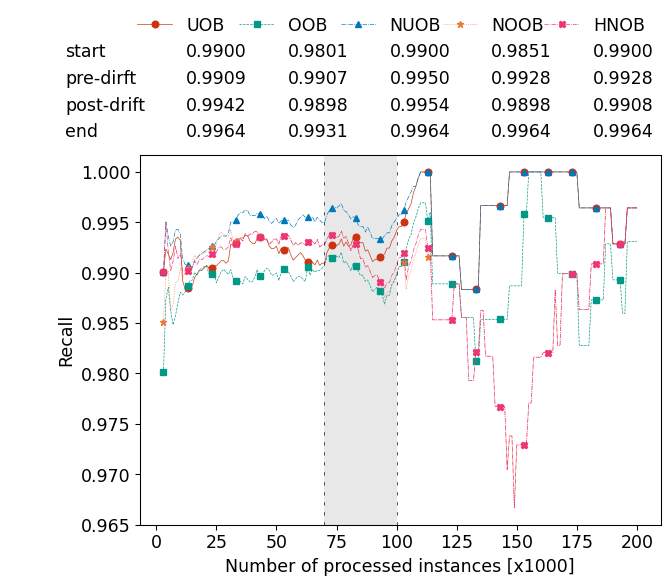 UOB OOB NUOB NOOB HNOB
start 0.9900 0.9801 0.9900 0.9851 0.9900
pre-dirft 0.9909 0.9907 0.9950 0.9928 0.9928
post-drift 0.9942 0.9898 0.9954 0.9898 0.9908
end 0.9964 0.9931 0.9964 0.9964 0.9964
1.000
0.995
0.990
0.985
0.980
0.975
0.970
0.965
Recall
0 25 50 75 100 125 150 175 200
Number of processed instances [x1000]